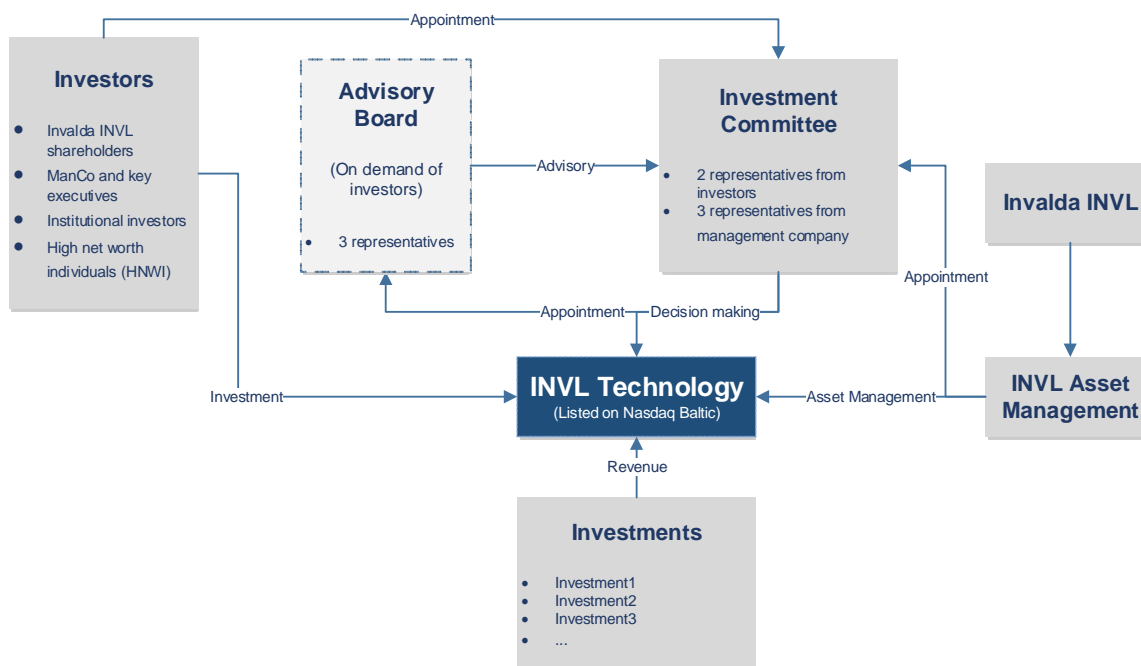 Appointment
Investors
● Invalda INVL
shareholders
● ManCo and key
executives
● Institutional investors
● High net worth
individuals (HNWI)
Advisory
Board
(On demand of
investors)
• 3 representatives
Advisory
Investment
Committee
• 2 representatives from
investors
• 3 representatives from
management company
Invalda INVL
Appointment
Appointment
Decision making
Investment
INVL Technology
(Listed on Nasdaq Baltic)
Asset Management
INVL Asset
Management
Revenue
Investments
• Investment1
• Investment2
• Investment3
• ...